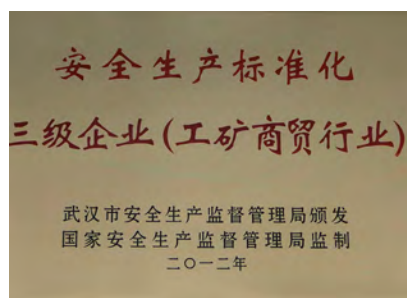 安全生产标准化
三级企业(工矿商贸行业)
武汉市安全生产监督管理局颁发
国家安全生产监督管理局监制
二〇一二年